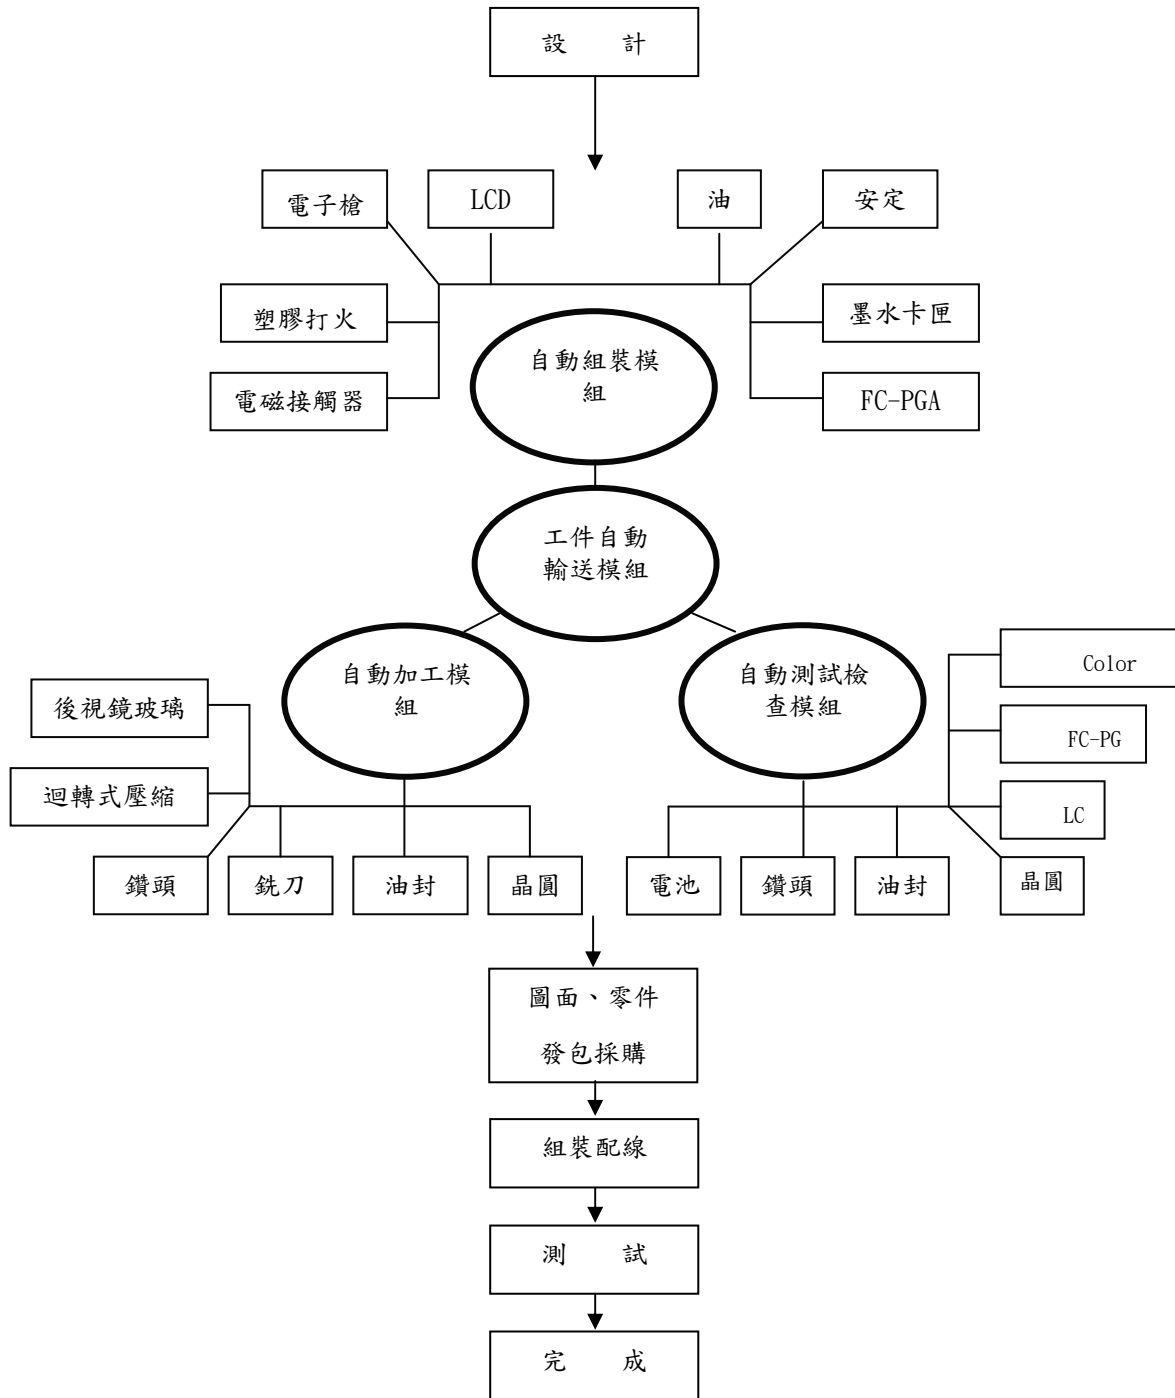 設 計
電子槍
LCD
油
安定
塑膠打火
墨水卡匣
電磁接觸器
FC-PGA
自動組裝模
組
工件自動
輸送模組
自動加工模
組
自動測試檢
查模組
後視鏡玻璃
迴轉式壓縮
鑽頭
銑刀
油封
晶圓
Color
FC-PG
LC
電池
鑽頭
油封
晶圓
圖面、零件
發包採購
組裝配線
測 試
完 成